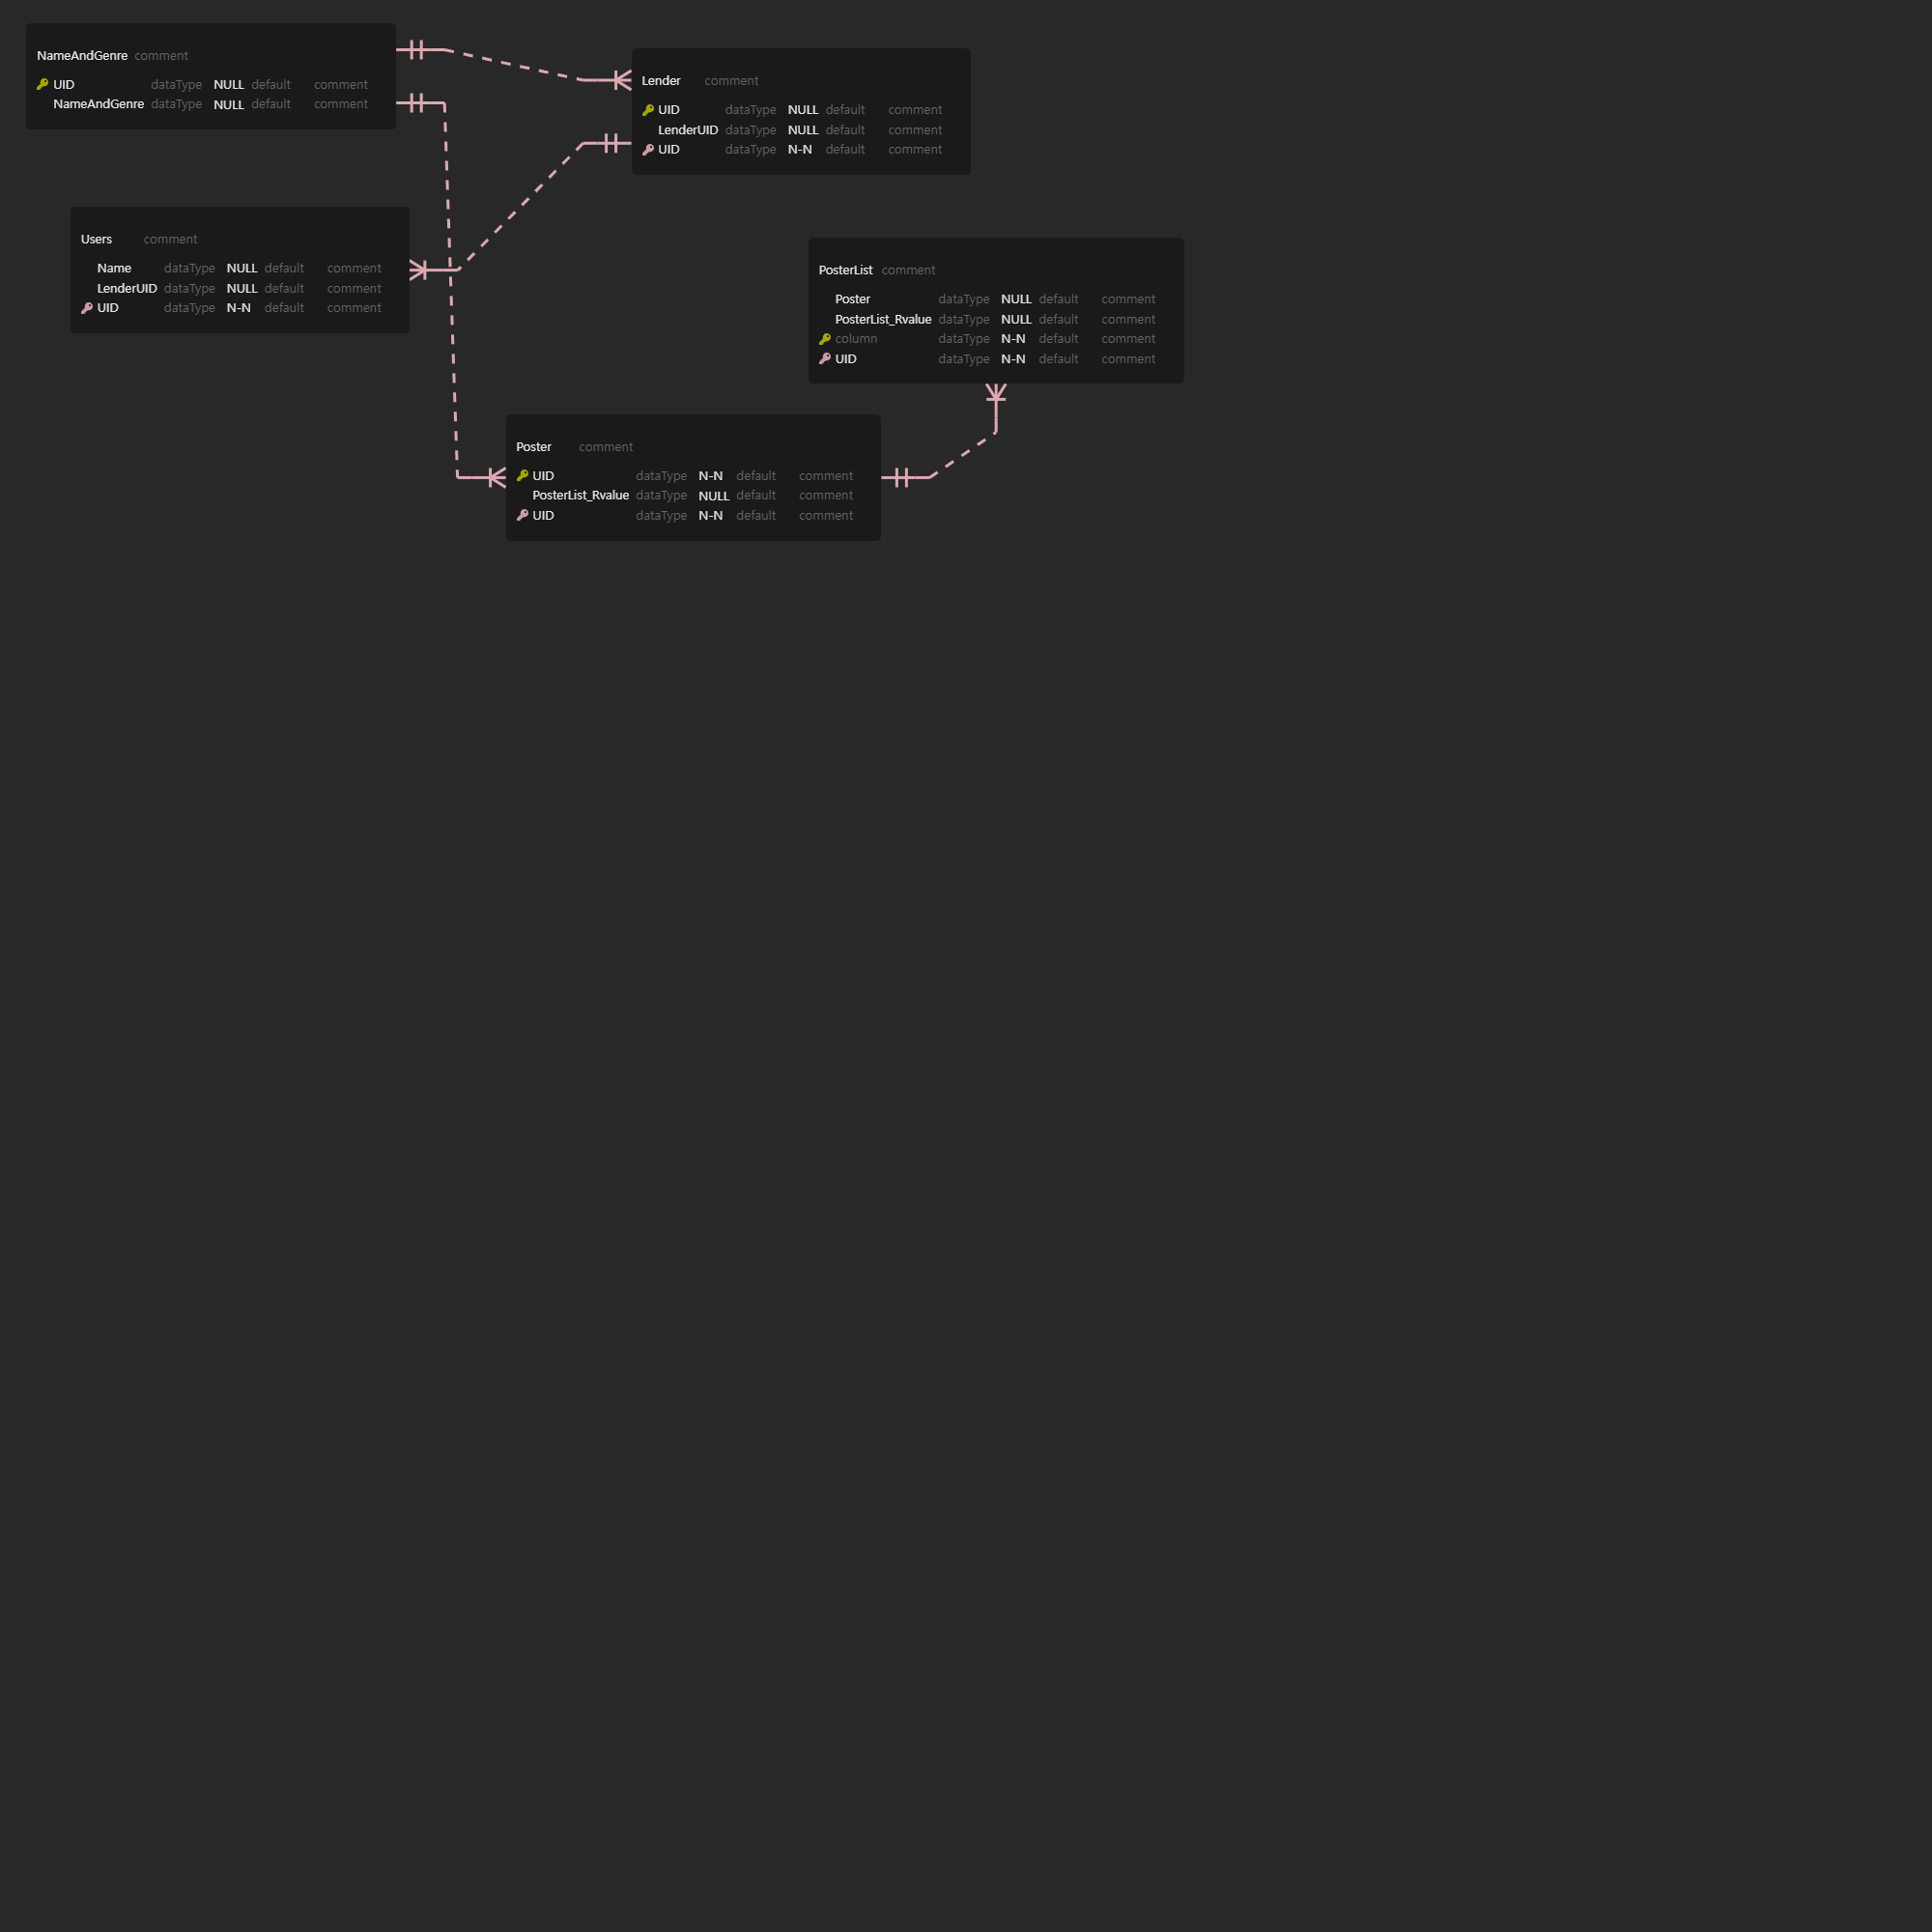 NameAndGenre comment
UID dataType NULL default comment
NameAndGenre dataType NULL default comment
Lender comment
UID dataType NULL default comment
LenderUID dataType NULL default comment
UID dataType N-N default comment
Users comment
Name dataType NULL default comment
LenderUID dataType NULL default comment
UID dataType N-N default comment
PosterList comment
Poster dataType NULL default comment
PosterList_Rvalue dataType NULL default comment
column dataType N-N default comment
UID dataType N-N default comment
Poster comment
UID dataType N-N default comment
PosterList_Rvalue dataType NULL default comment
UID dataType N-N default comment